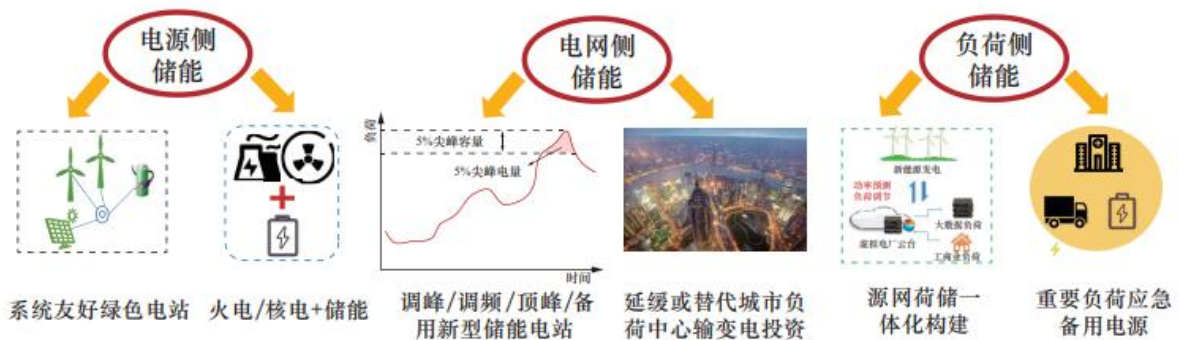 电源侧
储能
电网侧
储能
负荷侧
储能
负荷
5%尖峰容量
5%尖峰电量
时间
新能源发电
功率预测
负荷调节
大数据负荷
虚拟电厂云台
工商业负荷
系统友好绿色电站
火电/核电+储能
调峰/调频/顶峰/备
用新型储能电站
延缓或替代城市负
荷中心输变电投资
源网荷储一
体化构建
重要负荷应急
备用电源